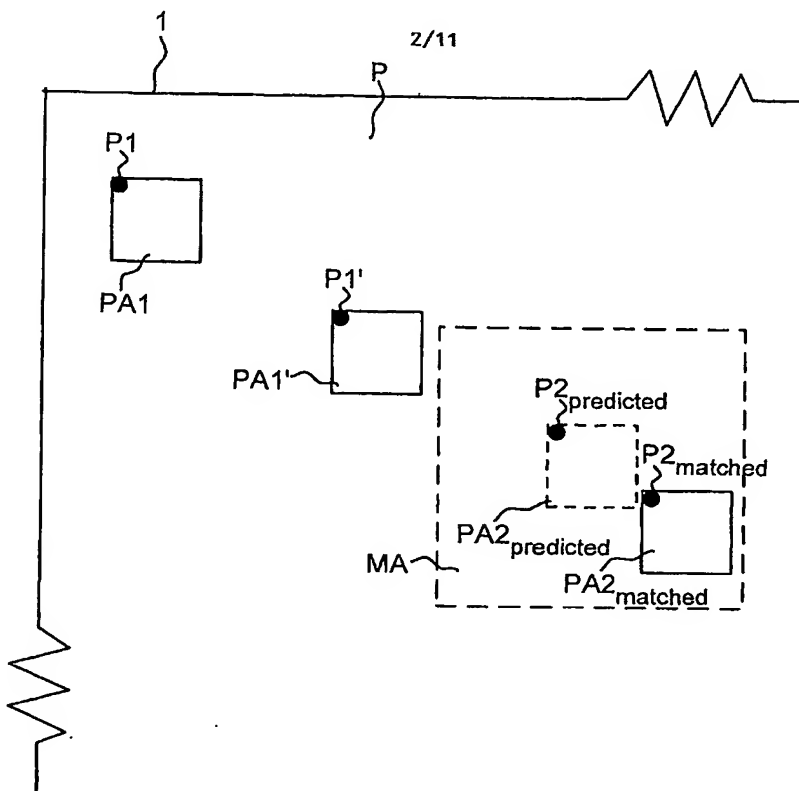 1
2/11
P
P1
PA1
P1'
PA1'
P2predicted
P2matched
PA2predicted
MA
PA2matched